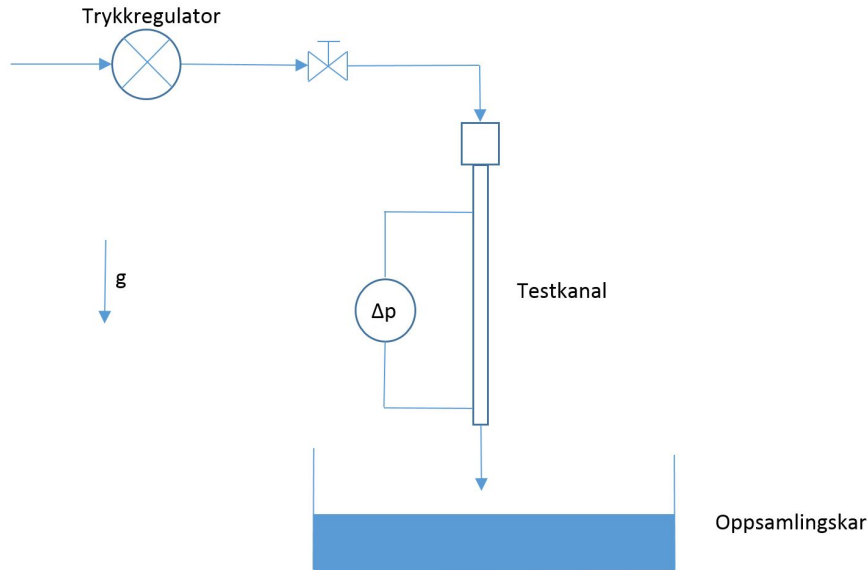 Trykkregulator
g
Δp
Testkanal
Oppsamlingskar